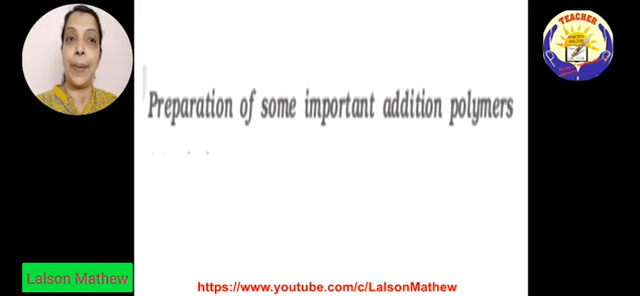 TEACHER
Preparation of some important addition polymers
Lalson Mathew
https://www.youtube.com/c/LalsonMathew